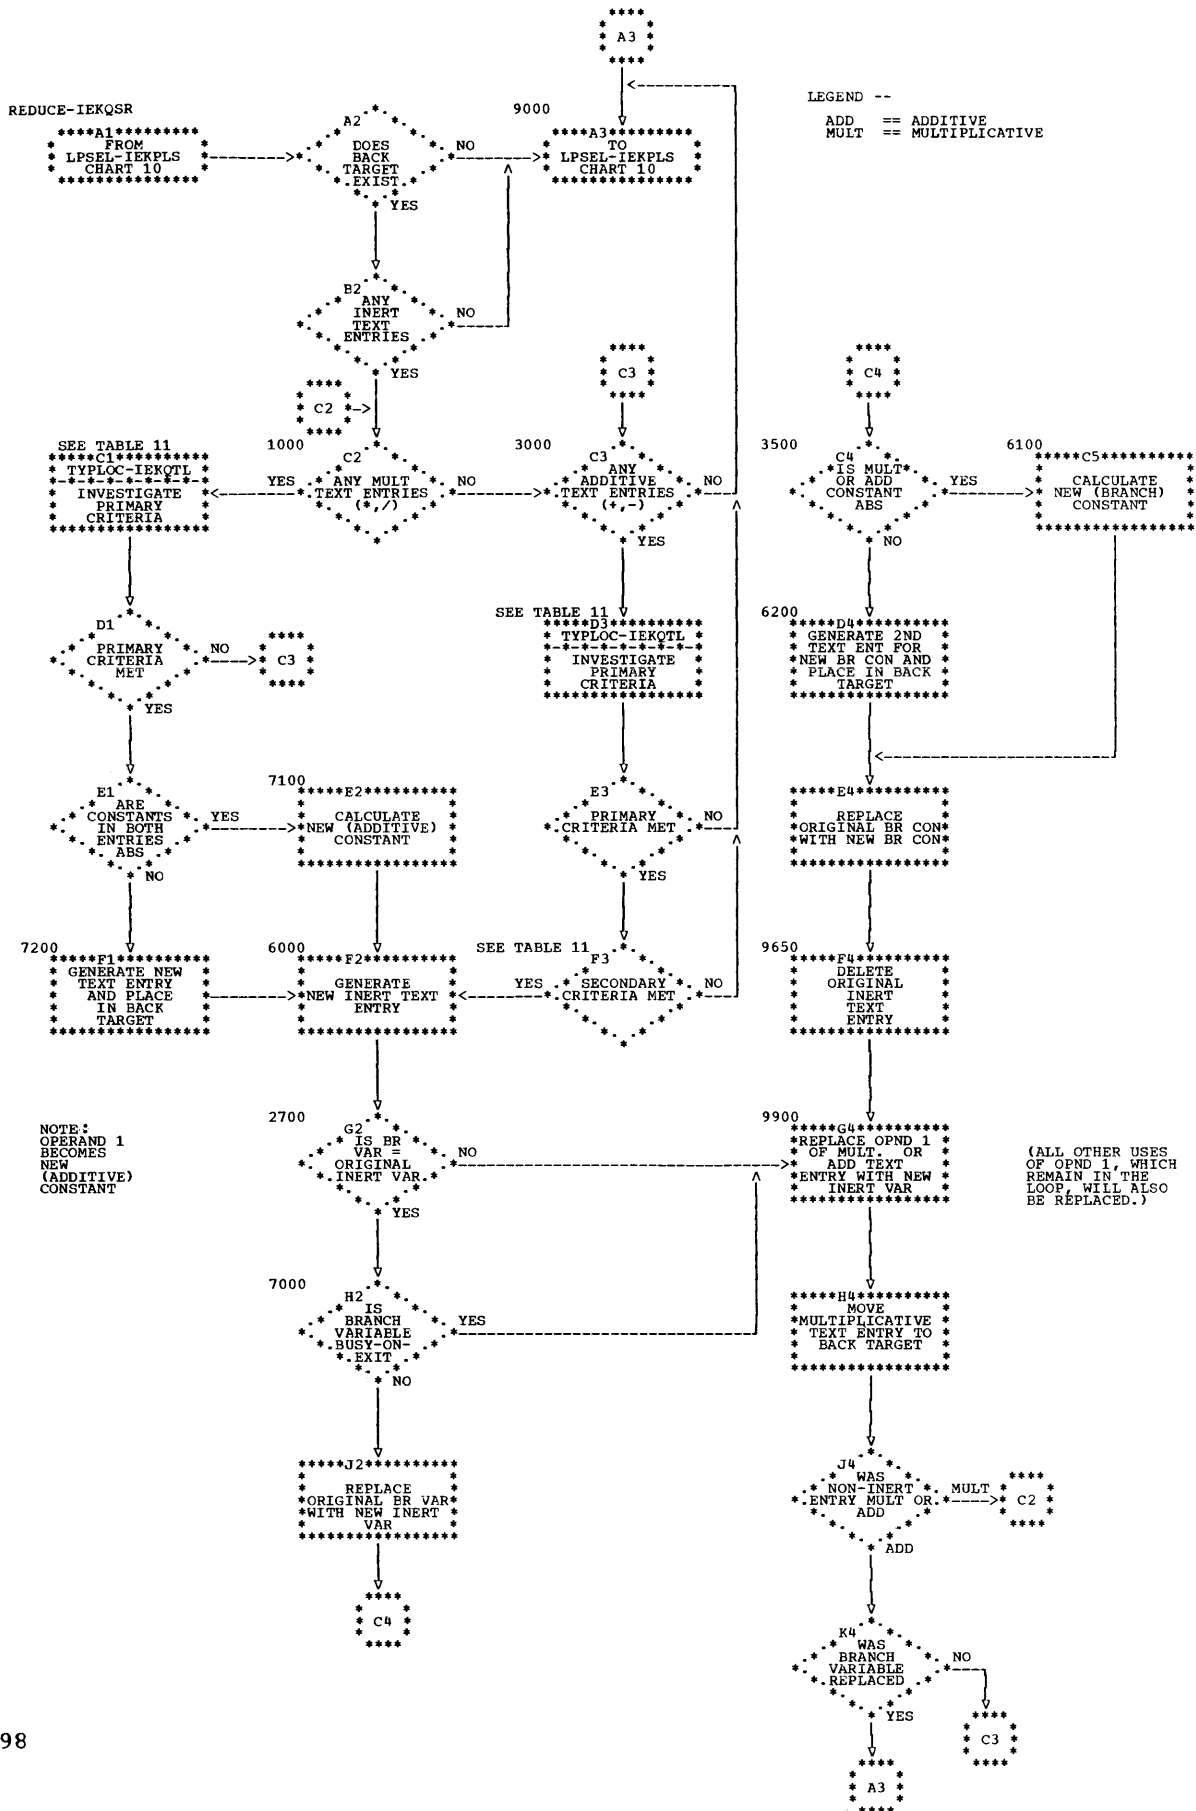 A3
REDUCE-IEKQSR
LEGEND --
ADD == ADDITIVE
MULT == MULTIPLICATIVE
A1
FROM
LPSEL-IEKPLS
CHART 10
A2
DOES
BACK
TARGET
EXIST
NO
YES
9000
A3
TO
LPSEL-IEKPLS
CHART 10
B2
ANY
INERT
TEXT
ENTRIES
NO
YES
C2
C3
C4
SEE TABLE 11
C1
TYPLOC-IEKQTL
INVESTIGATE
PRIMARY
CRITERIA
1000
C2
ANY MULT
TEXT ENTRIES
(*,/)
YES
NO
3000
C3
ANY
ADDITIVE
TEXT ENTRIES
(+,-)
NO
YES
3500
C4
IS MULT
OR ADD
CONSTANT
ABS
YES
NO
6100
C5
CALCULATE
NEW (BRANCH)
CONSTANT
D1
PRIMARY
CRITERIA
MET
NO
YES
C3
SEE TABLE 11
D3
TYPLOC-IEKQTL
INVESTIGATE
PRIMARY
CRITERIA
6200
D4
GENERATE 2ND
TEXT ENT FOR
NEW BR CON AND
PLACE IN BACK
TARGET
E1
ARE
CONSTANTS
IN BOTH
ENTRIES
ABS
YES
NO
7100
E2
CALCULATE
NEW (ADDITIVE)
CONSTANT
E3
PRIMARY
CRITERIA MET
NO
YES
E4
REPLACE
ORIGINAL BR CON
WITH NEW BR CON
7200
F1
GENERATE NEW
TEXT ENTRY
AND PLACE
IN BACK
TARGET
6000
F2
GENERATE
NEW INERT TEXT
ENTRY
SEE TABLE 11
F3
SECONDARY
CRITERIA MET
YES
NO
9650
F4
DELETE
ORIGINAL
INERT
TEXT
ENTRY
NOTE:
OPERAND 1
BECOMES
NEW
(ADDITIVE)
CONSTANT
2700
G2
IS BR
VAR =
ORIGINAL
INERT VAR.
NO
YES
9900
G4
REPLACE OPND 1
OF MULT. OR
ADD TEXT
ENTRY WITH NEW
INERT VAR
(ALL OTHER USES
OF OPND 1, WHICH
REMAIN IN THE
LOOP, WILL ALSO
BE REPLACED.)
7000
H2
IS
BRANCH
VARIABLE
BUSY-ON-
EXIT
YES
NO
H4
MOVE
MULTIPLICATIVE
TEXT ENTRY TO
BACK TARGET
J2
REPLACE
ORIGINAL BR VAR
WITH NEW INERT
VAR
J4
WAS
NON-INERT
ENTRY MULT OR
ADD
MULT
ADD
C2
C4
K4
WAS
BRANCH
VARIABLE
REPLACED
NO
YES
C3
A3
98